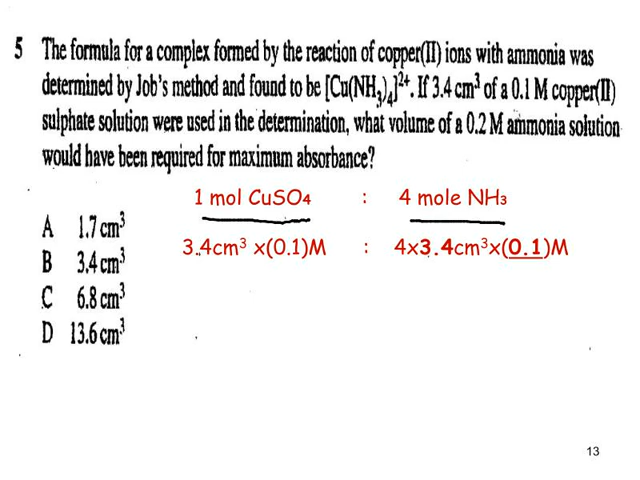 5 The formula for a complex formed by the reaction of copper(II) ions with ammonia was
determined by Job's method and found to be [Cu(NH₃)₄]²⁺. If 3.4 cm³ of a 0.1 M copper(II)
sulphate solution were used in the determination, what volume of a 0.2 M ammonia solution
would have been required for maximum absorbance?
1 mol CuSO₄ : 4 mole NH₃
A 1.7 cm³
3.4cm³ x(0.1)M : 4x3.4cm³x(0.1)M
B 3.4 cm³
C 6.8 cm³
D 13.6 cm³
13